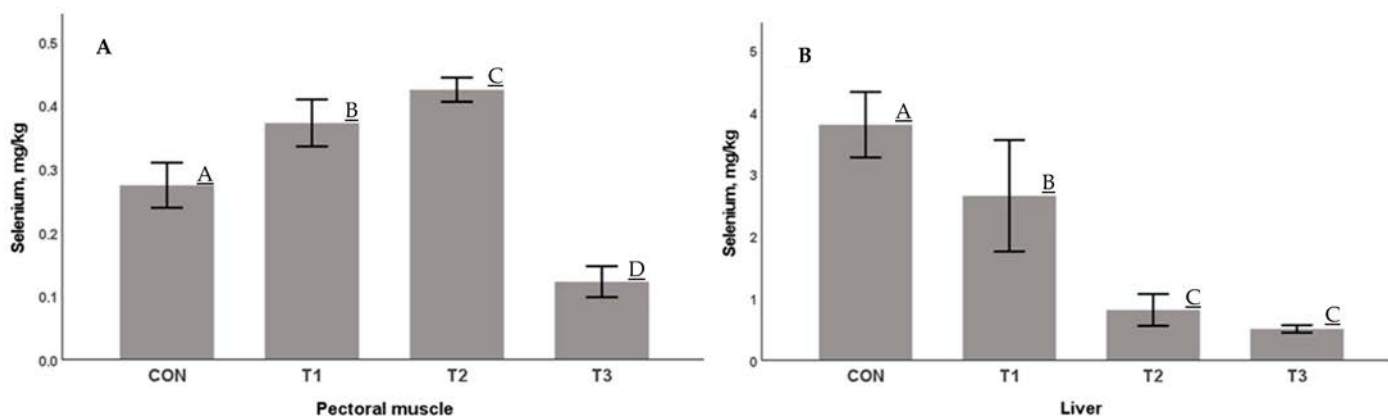 A
Selenium, mg/kg
0.5
0.4
0.3
0.2
0.1
0.0
A
B
C
D
CON T1 T2 T3
Pectoral muscle
B
Selenium, mg/kg
5
4
3
2
1
0
A
B
C
C
CON T1 T2 T3
Liver